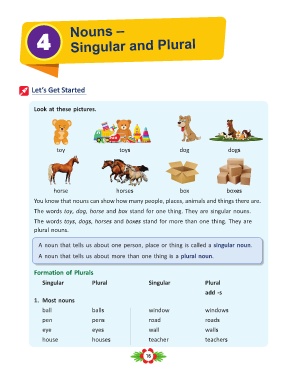 4
Nouns –
Singular and Plural
Let's Get Started
Look at these pictures.
toy toys dog dogs
horse horses box boxes
You know that nouns can show how many people, places, animals and things there are.
The words toy, dog, horse and box stand for one thing. They are singular nouns.
The words toys, dogs, horses and boxes stand for more than one thing. They are
plural nouns.
A noun that tells us about one person, place or thing is called a singular noun.
A noun that tells us about more than one thing is a plural noun.
Formation of Plurals
Singular Plural Singular Plural
add -s
1. Most nouns
ball balls window windows
pen pens road roads
eye eyes wall walls
house houses teacher teachers
16